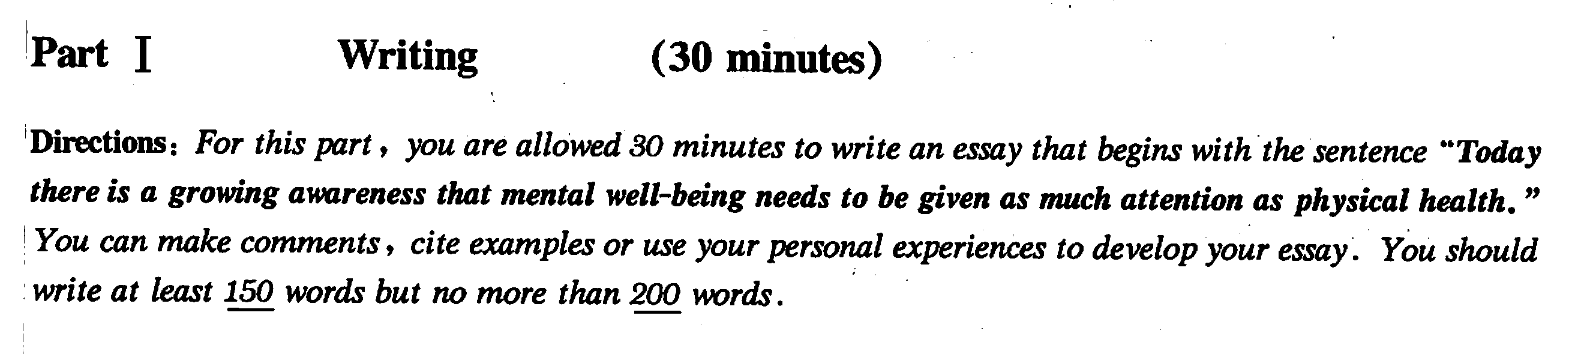 Part Ⅰ Writing (30 minutes)
Directions: For this part, you are allowed 30 minutes to write an essay that begins with the sentence “Today
there is a growing awareness that mental well-being needs to be given as much attention as physical health.”
You can make comments, cite examples or use your personal experiences to develop your essay. You should
write at least 150 words but no more than 200 words.